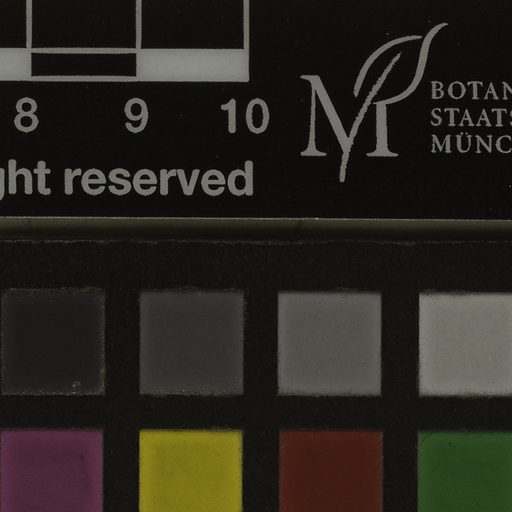 8 9 10
ght reserved
M
BOTAN
STAATS
MÜNC